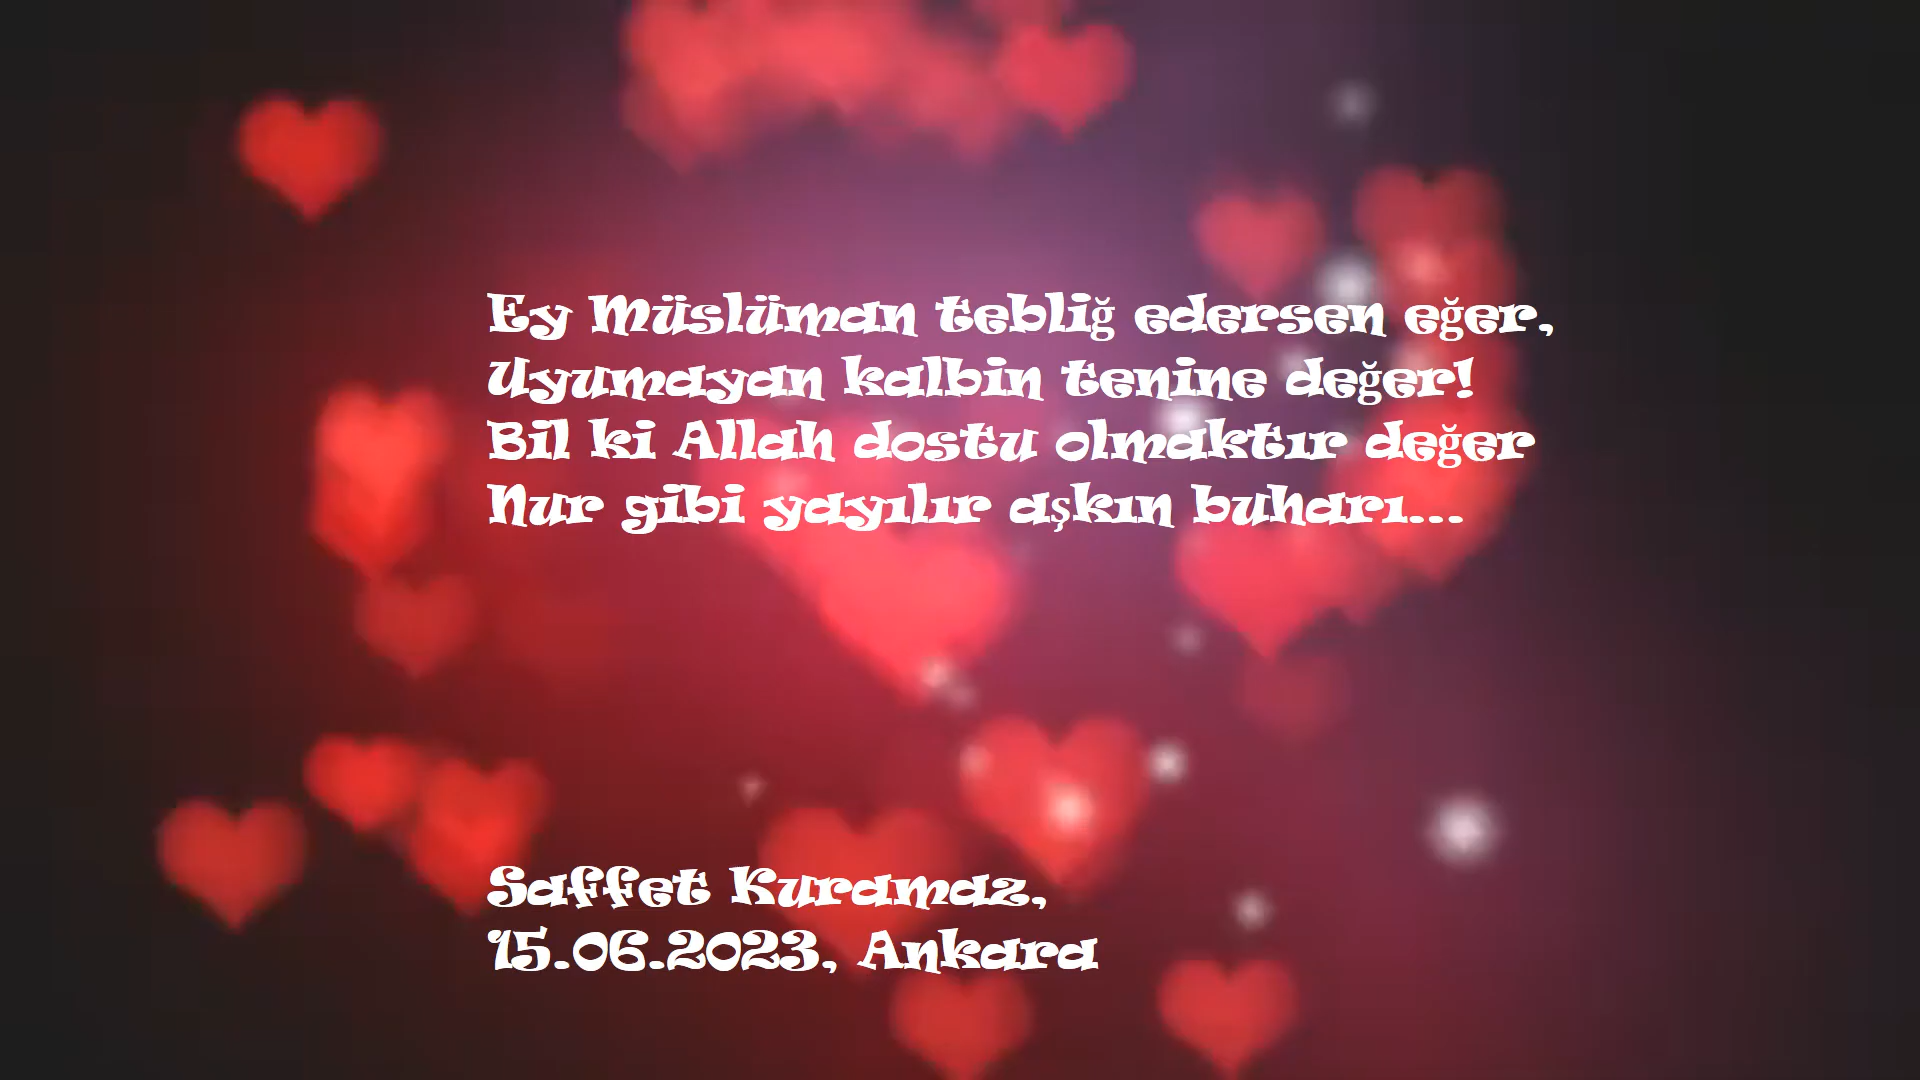 Ey Müslüman tebliğ edersen eğer,
Uyumayan kalbin tenine değer!
Bil ki Allah dostu olmaktır değer
Nur gibi yayılır aşkın buharı...
Saffet Kuramaz,
15.06.2023, Ankara